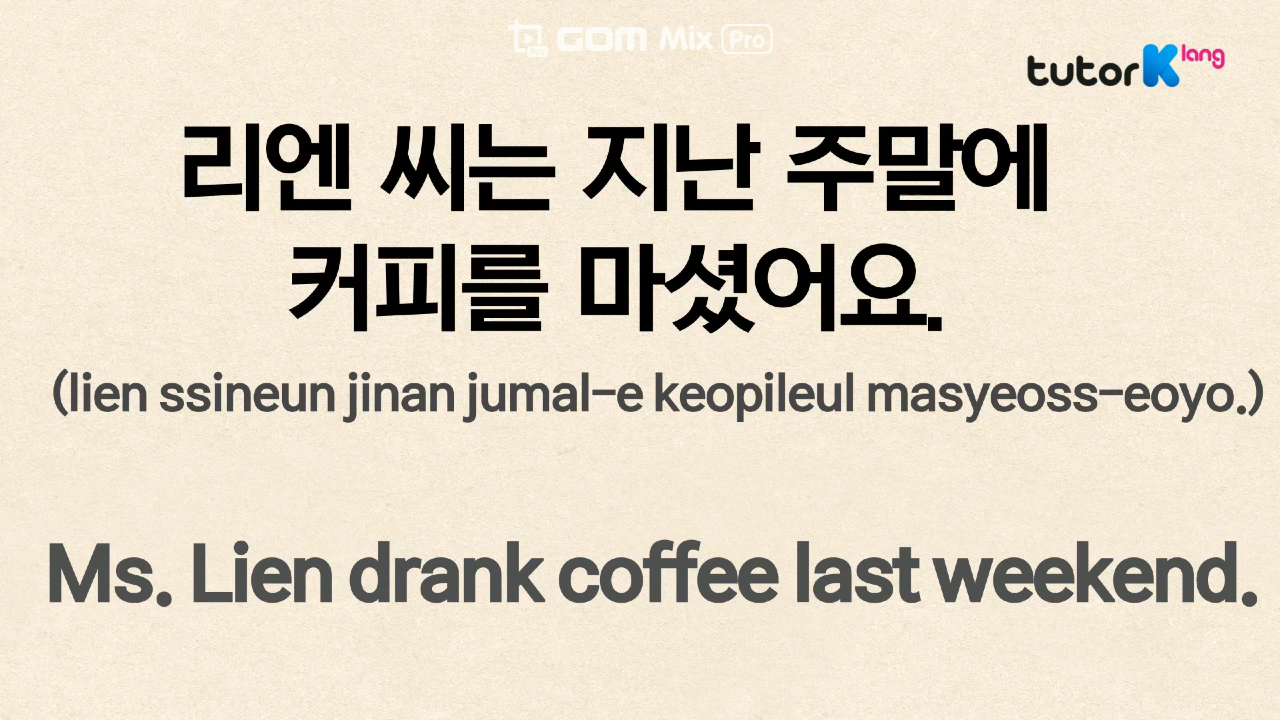 GOM Mix Pro
tutorK lang
리엔 씨는 지난 주말에
커피를 마셨어요.
(lien ssineun jinan jumal-e keopileul masyeoss-eoyo.)
Ms. Lien drank coffee last weekend.